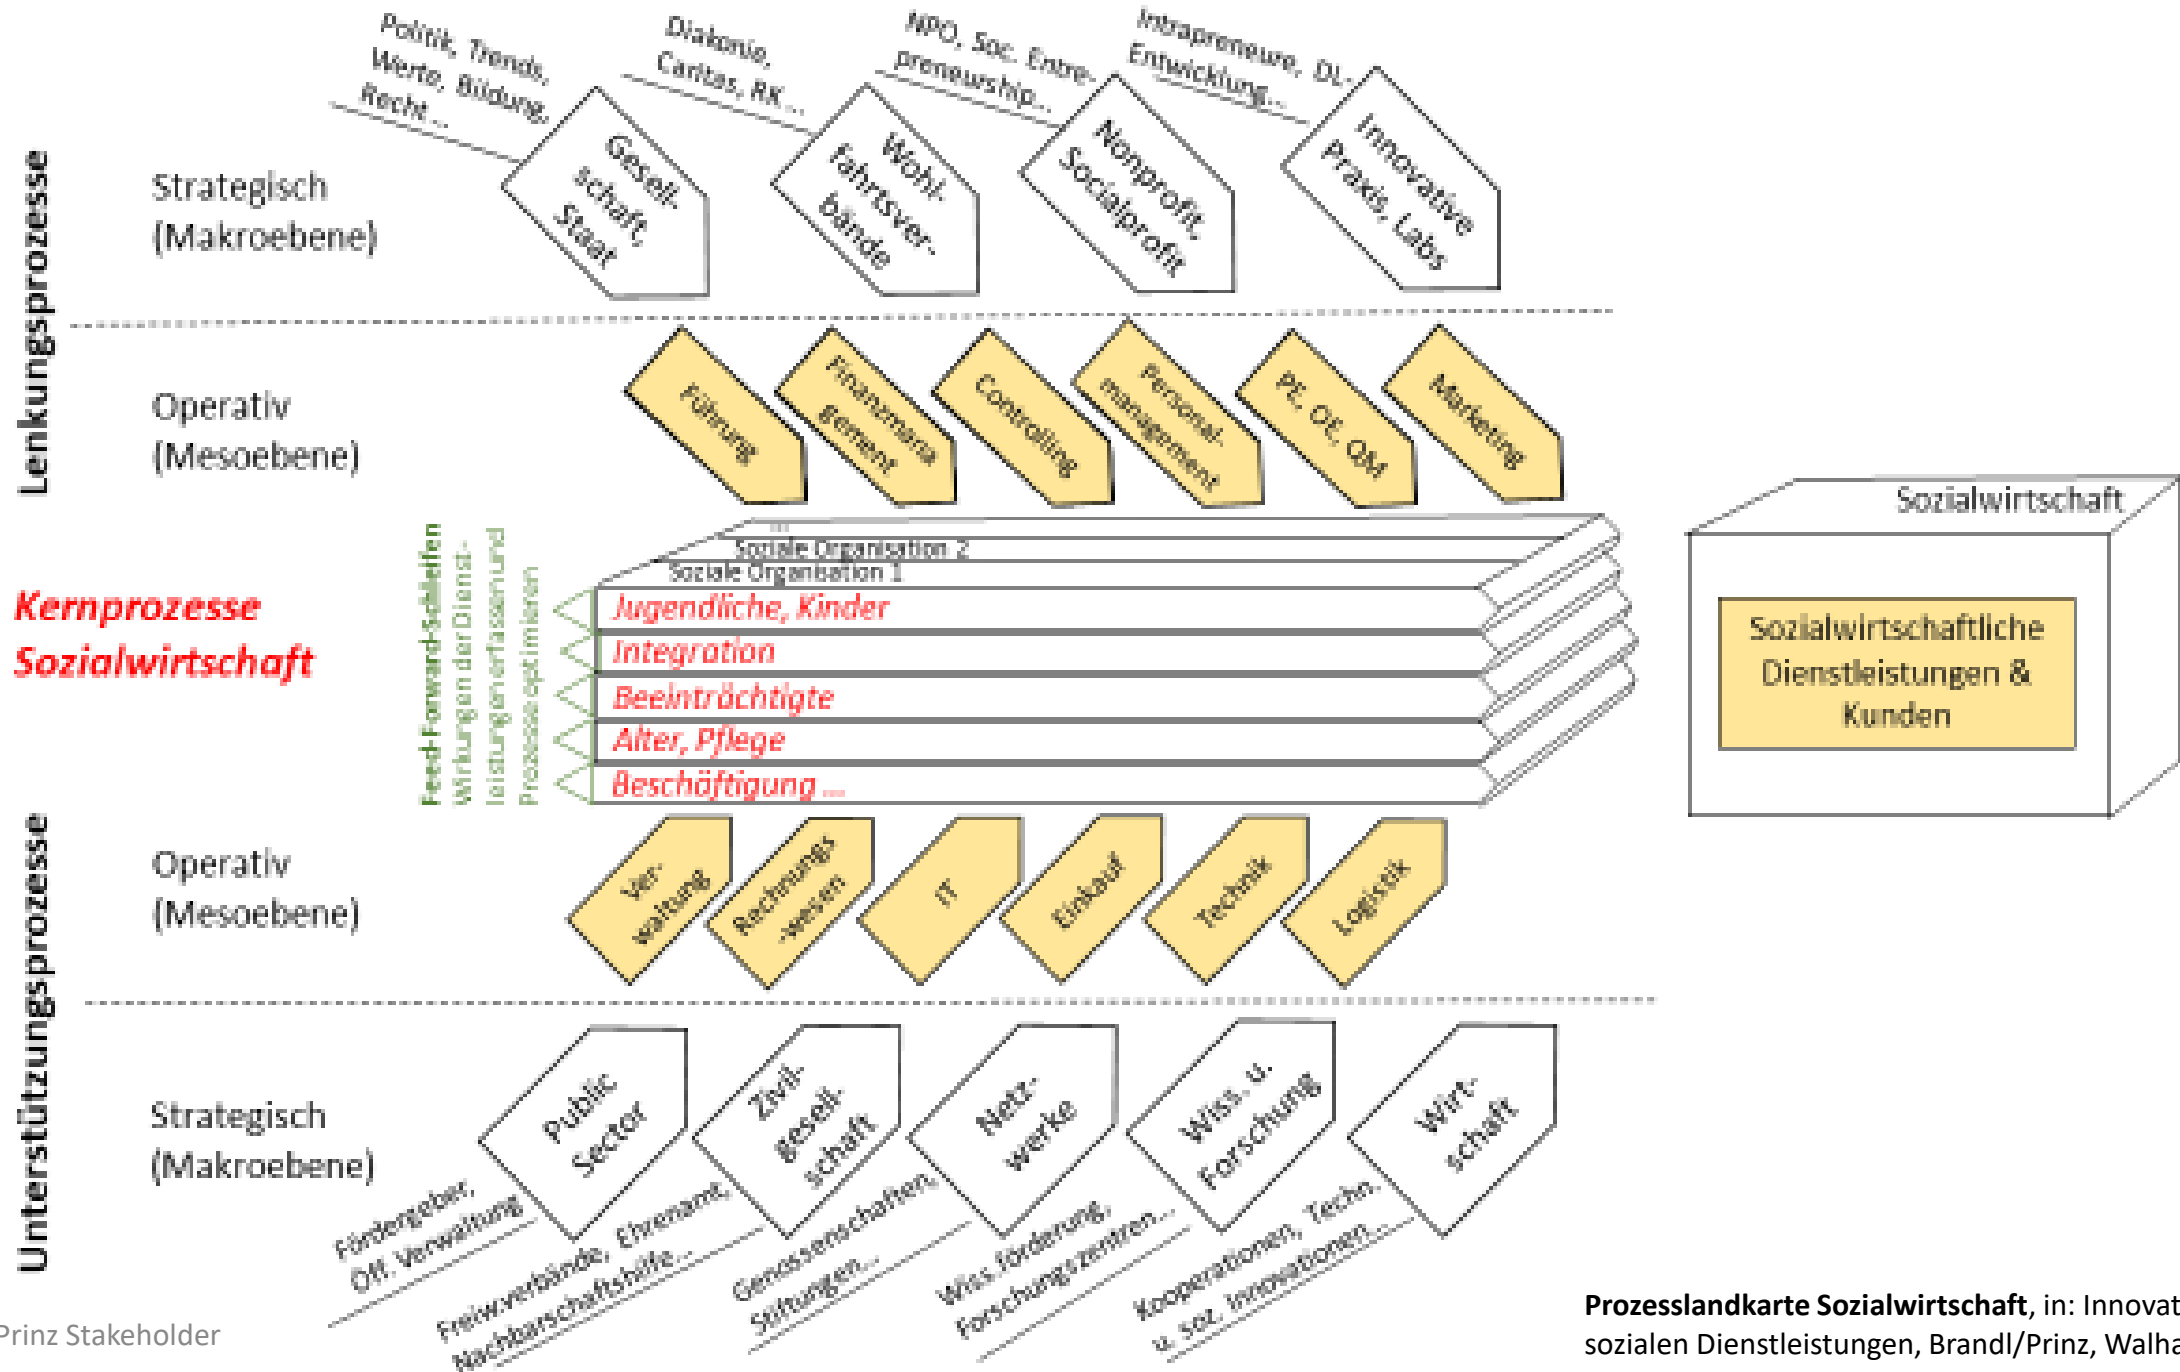 Politik, Trends,
Werte, Bildung,
Recht ...
Diakonie,
Caritas, RK ...
NPO, Soc. Entre-
preneurship...
Intrapreneure, DL-
Entwicklung...
Lenkungsprozesse
Strategisch
(Makroebene)
Gesell-
schaft,
Staat
Wohl-
fahrtsver-
bände
Nonprofit,
Socialprofit
Innovative
Praxis, Labs
Operativ
(Mesoebene)
Führung
Finanzmana
gement
Controlling
Personal-
management
PE, OE, QM
Marketing
Kernprozesse
Sozialwirtschaft
Feed-Forward-Schleifen
Wirkungen der Dienst-
leistungen erfassen und
Prozesse optimieren
...
Soziale Organisation 2
Soziale Organisation 1
Jugendliche, Kinder
Integration
Beeinträchtigte
Alter, Pflege
Beschäftigung ...
Sozialwirtschaft
Sozialwirtschaftliche
Dienstleistungen &
Kunden
Unterstützungsprozesse
Operativ
(Mesoebene)
Ver-
waltung
Rechnungs
-wesen
IT
Einkauf
Technik
Logistik
Strategisch
(Makroebene)
Public
Sector
Zivil-
gesell-
schaft
Netz-
werke
Wiss. u.
Forschung
Wirt-
schaft
Fördergeber,
Öff. Verwaltung
Freiw.verbände, Ehrenamt,
Nachbarschaftshilfe...
Genossenschaften,
Stiftungen...
Wiss.förderung,
Forschungszentren...
Kooperationen, Techn.
u. soz. Innovationen...
Prinz Stakeholder
Prozesslandkarte Sozialwirtschaft, in: Innovat
sozialen Dienstleistungen, Brandl/Prinz, Walha